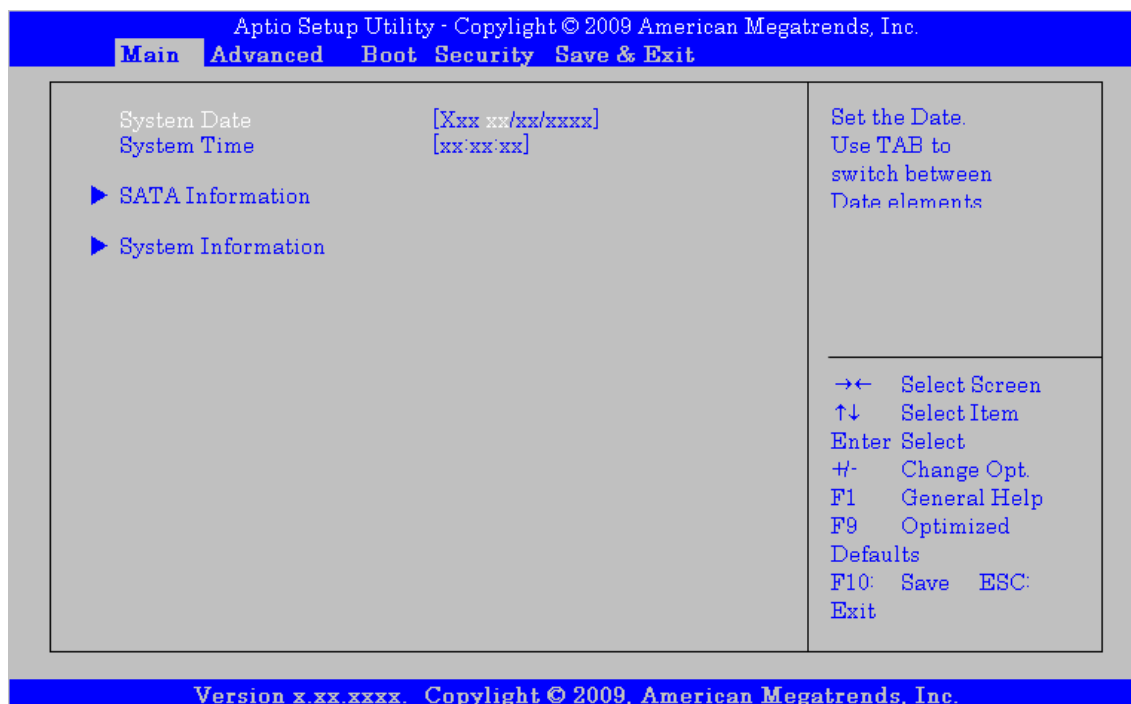 Aptio Setup Utility - Copylight © 2009 American Megatrends, Inc.
Main Advanced Boot Security Save & Exit
System Date [Xxx xx/xx/xxxx]
System Time [xx:xx:xx]
▶ SATA Information
▶ System Information
Set the Date.
Use TAB to
switch between
Date elements
→← Select Screen
↑↓ Select Item
Enter Select
+/- Change Opt.
F1 General Help
F9 Optimized
Defaults
F10: Save ESC:
Exit
Version x.xx.xxxx. Copylight © 2009, American Megatrends, Inc.